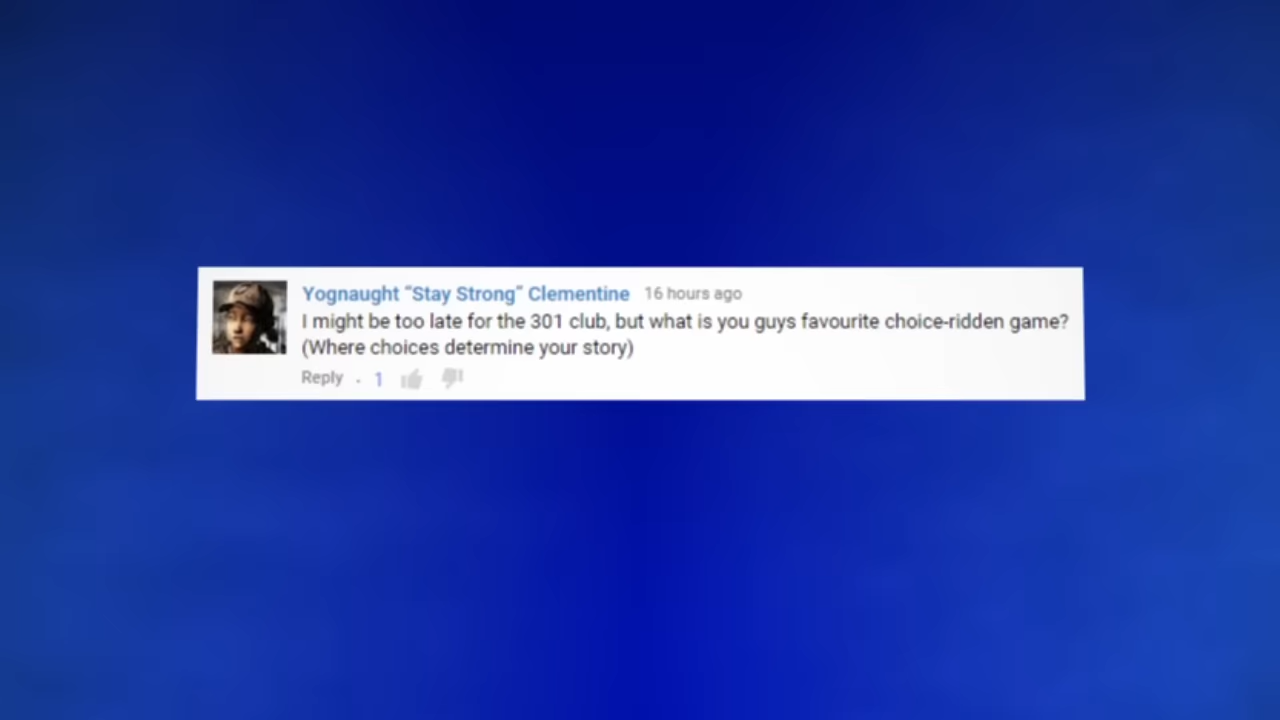 Yognaught “Stay Strong” Clementine 16 hours ago
I might be too late for the 301 club, but what is you guys favourite choice-ridden game?
(Where choices determine your story)
Reply . 1